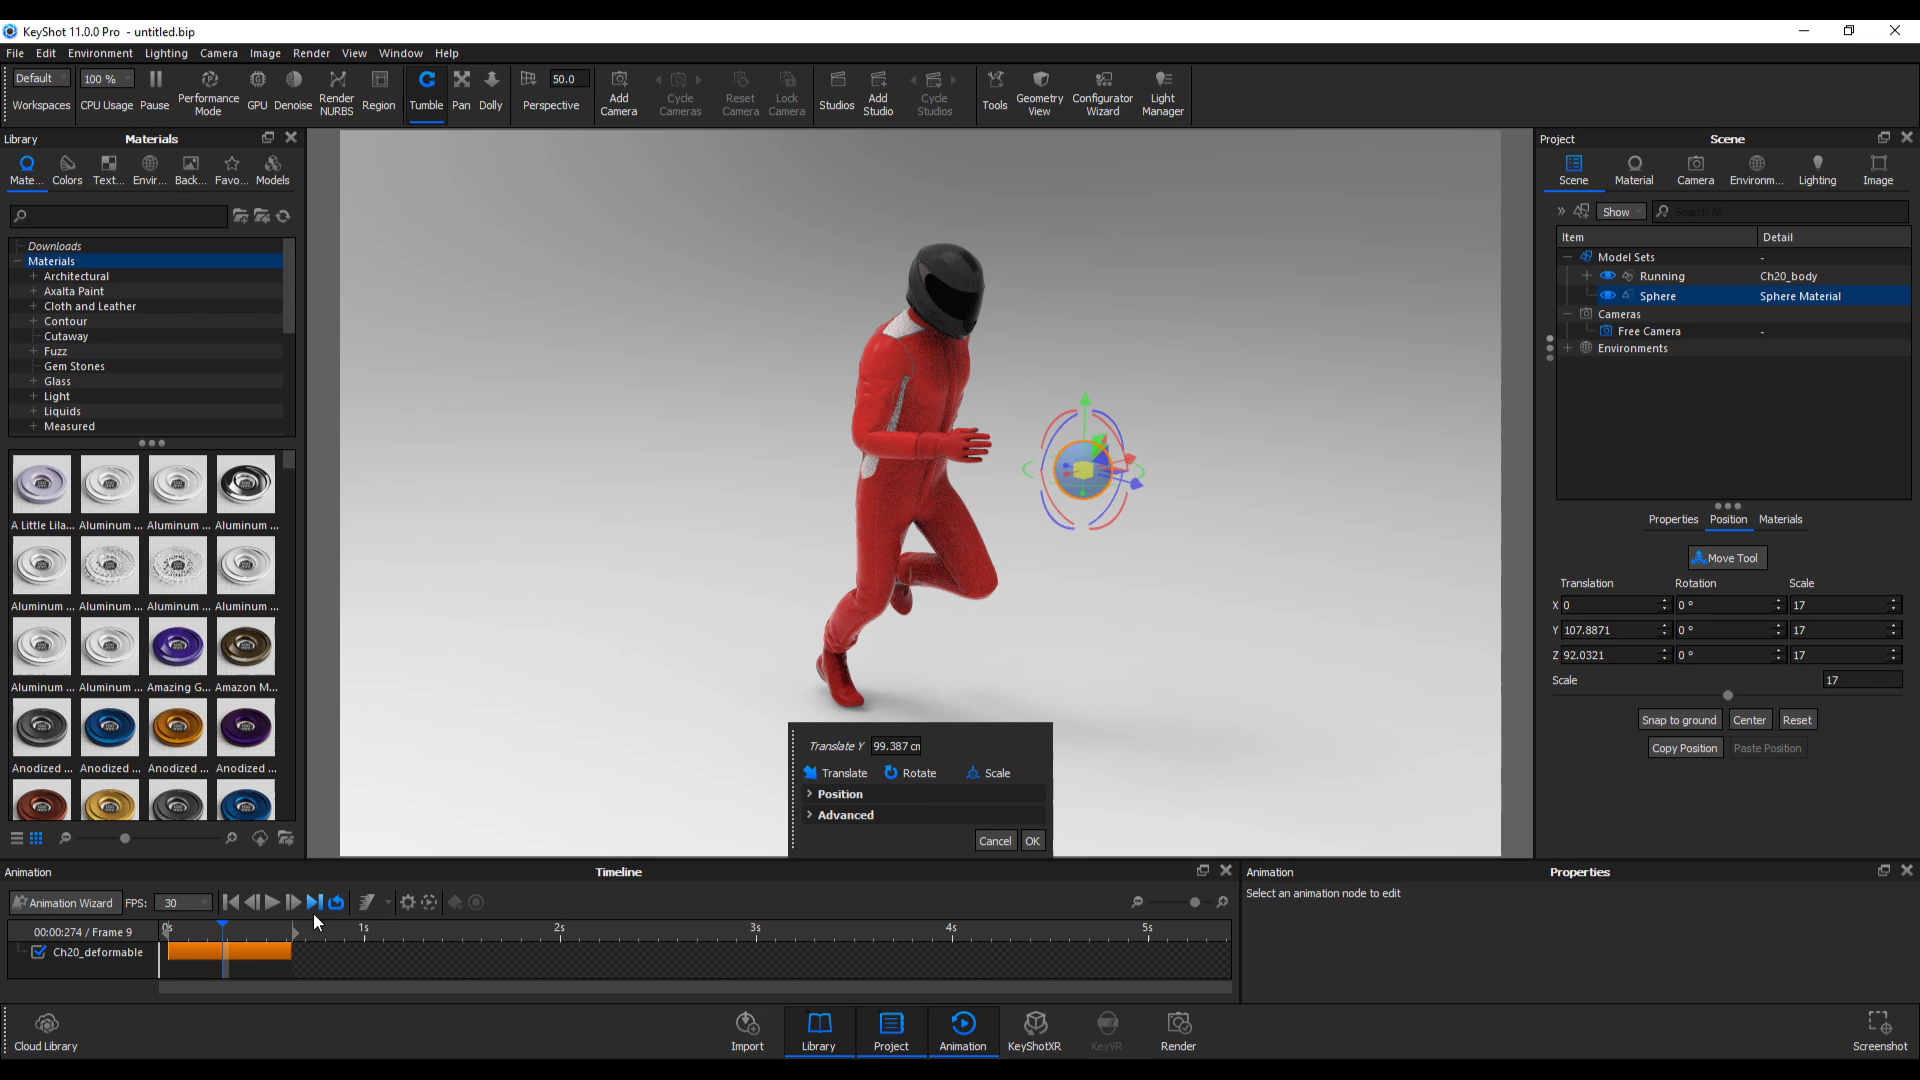 KeyShot 11.0.0 Pro - untitled.bip
File Edit Environment Lighting Camera Image Render View Window Help
Default 100 % 50.0
Workspaces CPU Usage Pause Performance Mode GPU Denoise Render NURBS Region Tumble Pan Dolly Perspective Add Camera Cycle Cameras Reset Camera Lock Camera Studios Add Studio Cycle Studios Tools Geometry View Configurator Wizard Light Manager
Library Materials
Mate... Colors Text... Envir... Back... Favo... Models
Downloads
Materials
Architectural
Axalta Paint
Cloth and Leather
Contour
Cutaway
Fuzz
Gem Stones
Glass
Light
Liquids
Measured
A Little Lila... Aluminum ... Aluminum ... Aluminum ...
Aluminum ... Aluminum ... Aluminum ... Aluminum ...
Aluminum ... Aluminum ... Amazing G... Amazon M...
Anodized ... Anodized ... Anodized ... Anodized ...
Translate Y 99.387 cm
Translate Rotate Scale
Position
Advanced
Cancel OK
Project Scene
Scene Material Camera Environm... Lighting Image
Show Search All
Item Detail
Model Sets -
Running Ch20_body
Sphere Sphere Material
Cameras
Free Camera -
Environments
Properties Position Materials
Move Tool
Translation Rotation Scale
X 0 0 ° 17
Y 107.8871 0 ° 17
Z 92.0321 0 ° 17
Scale 17
Snap to ground Center Reset
Copy Position Paste Position
Animation Timeline
Animation Wizard FPS: 30
00:00:274 / Frame 9 0s 1s 2s 3s 4s 5s
Ch20_deformable
Animation Properties
Select an animation node to edit
Cloud Library Import Library Project Animation KeyShotXR KeyVR Render Screenshot